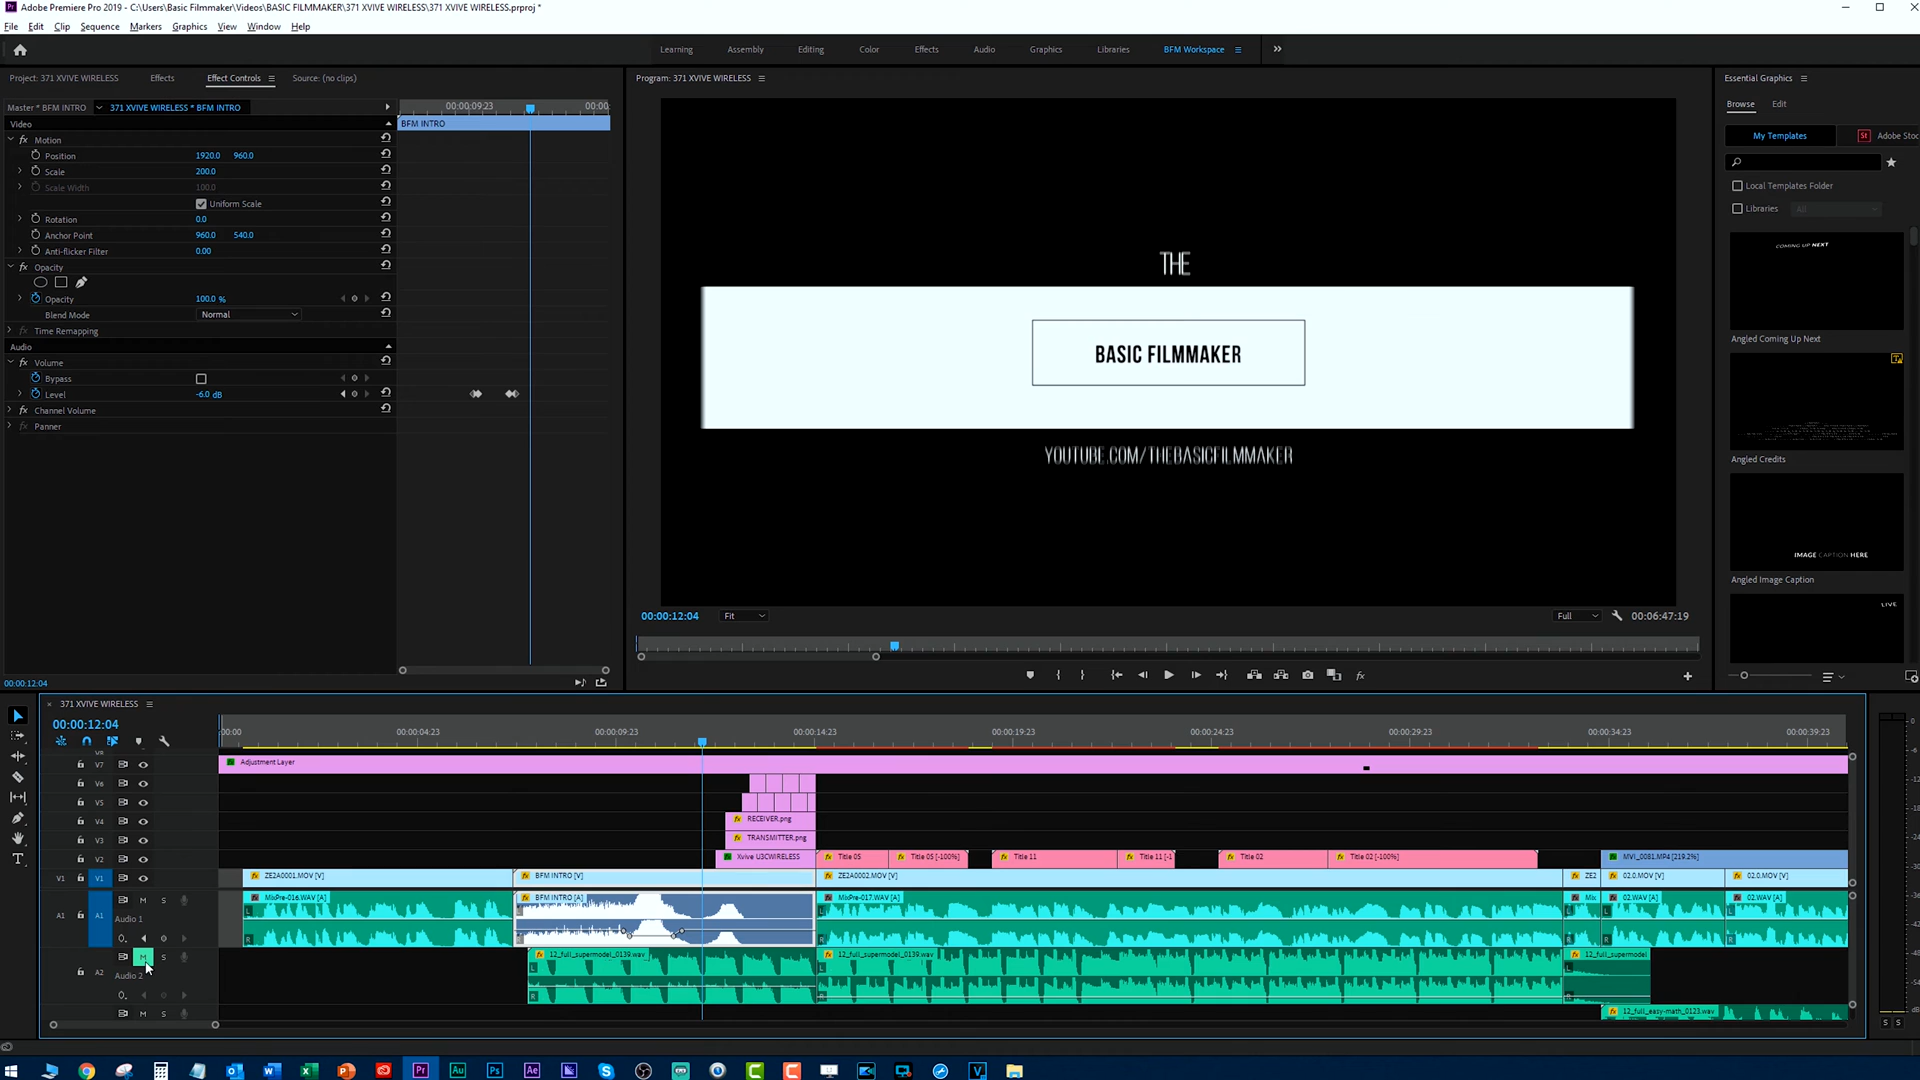 Adobe Premiere Pro 2019 - C:\Users\Basic Filmmaker\Videos\BASIC FILMMAKER\371 XVIVE WIRELESS\371 XVIVE WIRELESS.prproj *
File Edit Clip Sequence Markers Graphics View Window Help
Learning Assembly Editing Color Effects Audio Graphics Libraries BFM Workspace
Project: 371 XVIVE WIRELESS Effects Effect Controls Source: (no clips)
Master * BFM INTRO 371 XVIVE WIRELESS * BFM INTRO
00:00:09:23 00:00:
Video
BFM INTRO
fx Motion
Position 1920.0 960.0
Scale 200.0
Scale Width 100.0
Uniform Scale
Rotation 0.0
Anchor Point 960.0 540.0
Anti-flicker Filter 0.00
fx Opacity
Opacity 100.0 %
Blend Mode Normal
fx Time Remapping
Audio
fx Volume
Bypass
Level -6.0 dB
fx Channel Volume
fx Panner
00:00:12:04
Program: 371 XVIVE WIRELESS
THE
BASIC FILMMAKER
YOUTUBE.COM/THEBASICFILMMAKER
00:00:12:04 Fit Full 00:06:47:19
Essential Graphics
Browse Edit
My Templates St Adobe Stoc
Local Templates Folder
Libraries All
COMING UP NEXT
Angled Coming Up Next
Angled Credits
IMAGE CAPTION HERE
Angled Image Caption
LIVE
371 XVIVE WIRELESS
00:00:12:04
:00:00 00:00:04:23 00:00:09:23 00:00:14:23 00:00:19:23 00:00:24:23 00:00:29:23 00:00:34:23 00:00:39:23
V8
V7 Adjustment Layer
V6
V5
V4 fx RECEIVER.png
V3 fx TRANSMITTER.png
V2 Xvive U3CWIRELESS fx Title 05 fx Title 05 [-100%] fx Title 11 fx Title 11 [-1 fx Title 02 fx Title 02 [-100%] MVI_0081.MP4 [219.2%]
V1 V1 ZE2A0001.MOV [V] fx BFM INTRO [V] fx ZE2A0002.MOV [V] fx ZE2 fx 02.0.MOV [V] fx 02.0.MOV [V]
M S MixPre-016.WAV [A] fx BFM INTRO [A] fx MixPre-017.WAV [A] fx Mix fx 02.WAV [A] fx 02.WAV [A]
A1 A1 L
Audio 1
R
M S fx 12_full_supermodel_0139.wav fx 12_full_supermodel_0139.wav fx 12_full_supermodel
A2 L
Audio 2
R
M S fx 12_full_easy-math_0123.wav
S S